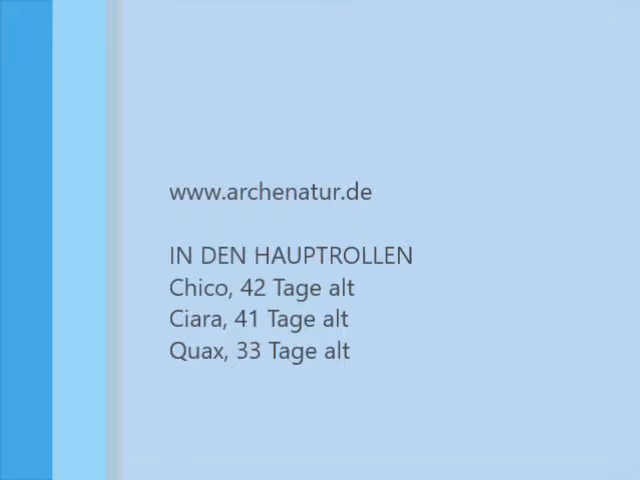 www.archenatur.de
IN DEN HAUPTROLLEN
Chico, 42 Tage alt
Ciara, 41 Tage alt
Quax, 33 Tage alt